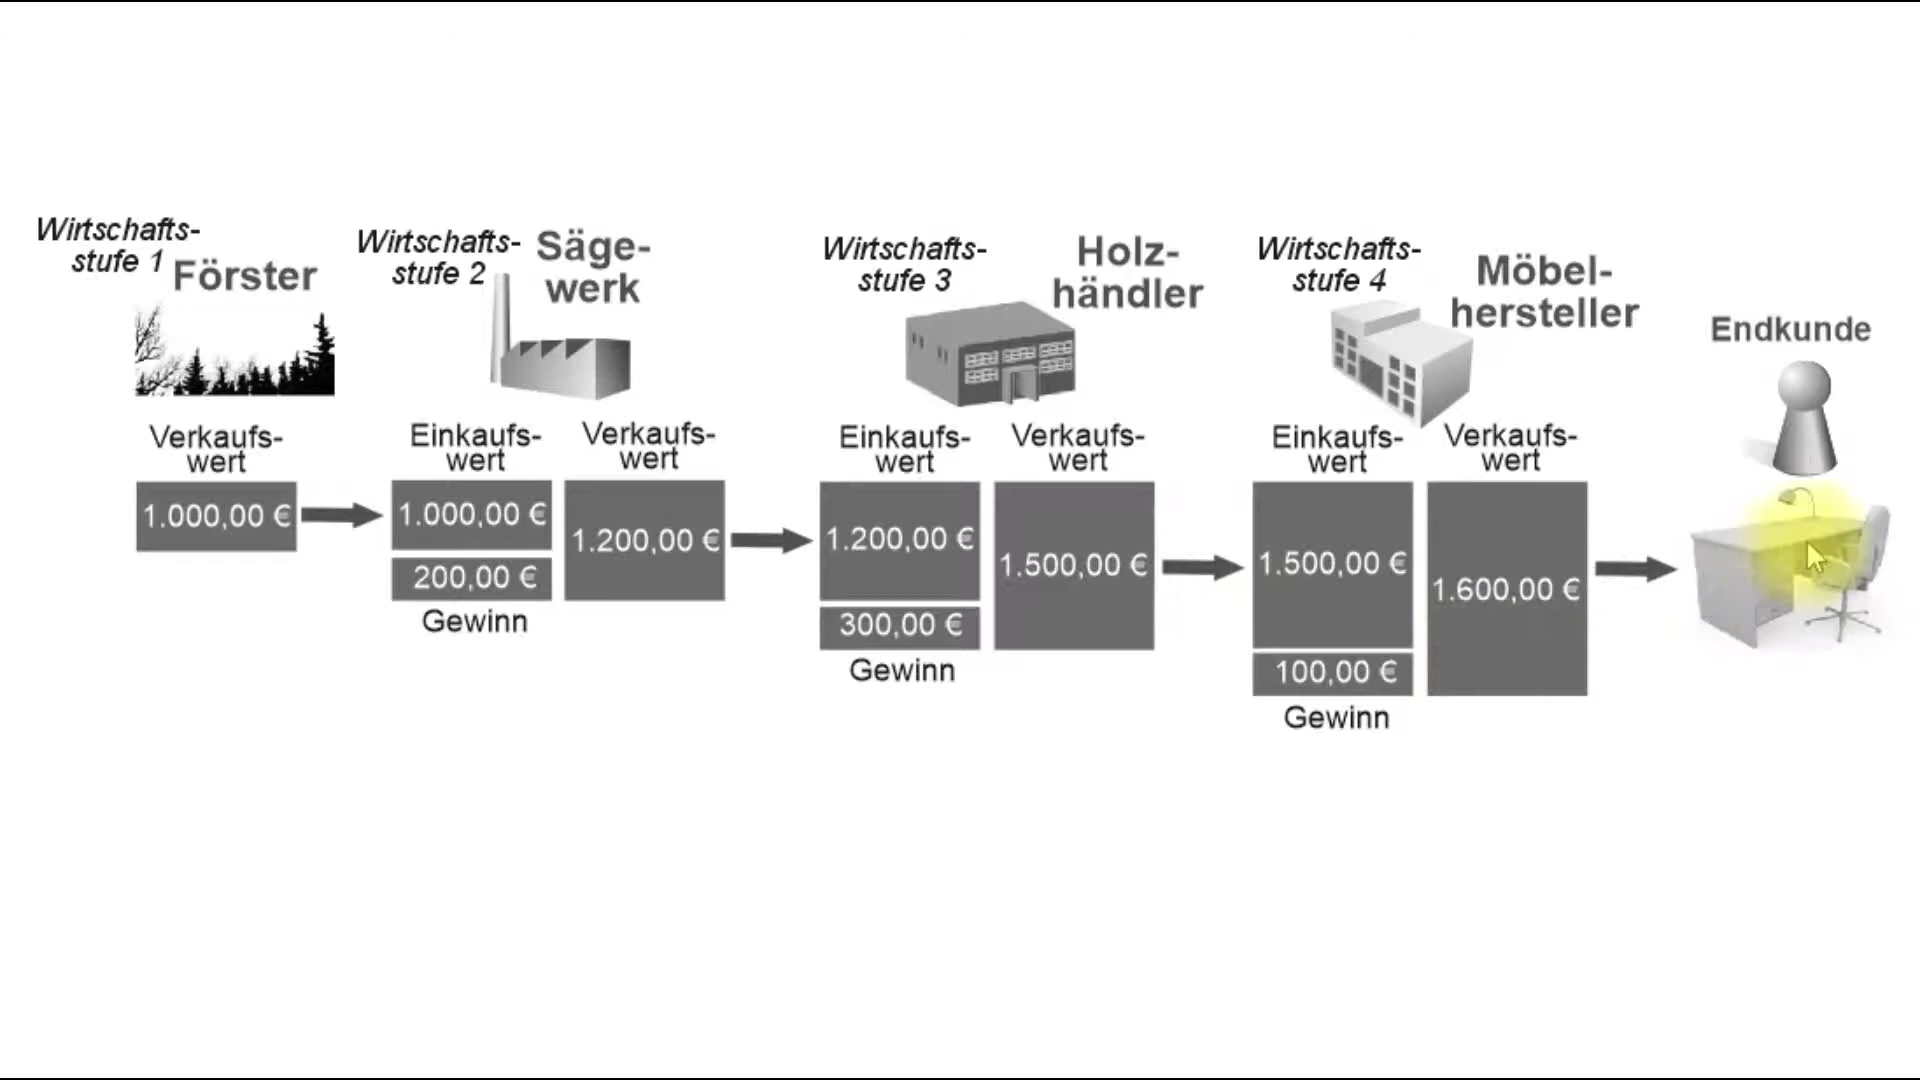 Wirtschafts-
stufe 1
Förster
Verkaufs-
wert
1.000,00 €
Wirtschafts-
stufe 2
Säge-
werk
Einkaufs-
wert
1.000,00 €
200,00 €
Gewinn
Verkaufs-
wert
1.200,00 €
Wirtschafts-
stufe 3
Holz-
händler
Einkaufs-
wert
1.200,00 €
300,00 €
Gewinn
Verkaufs-
wert
1.500,00 €
Wirtschafts-
stufe 4
Möbel-
hersteller
Einkaufs-
wert
1.500,00 €
100,00 €
Gewinn
Verkaufs-
wert
1.600,00 €
Endkunde